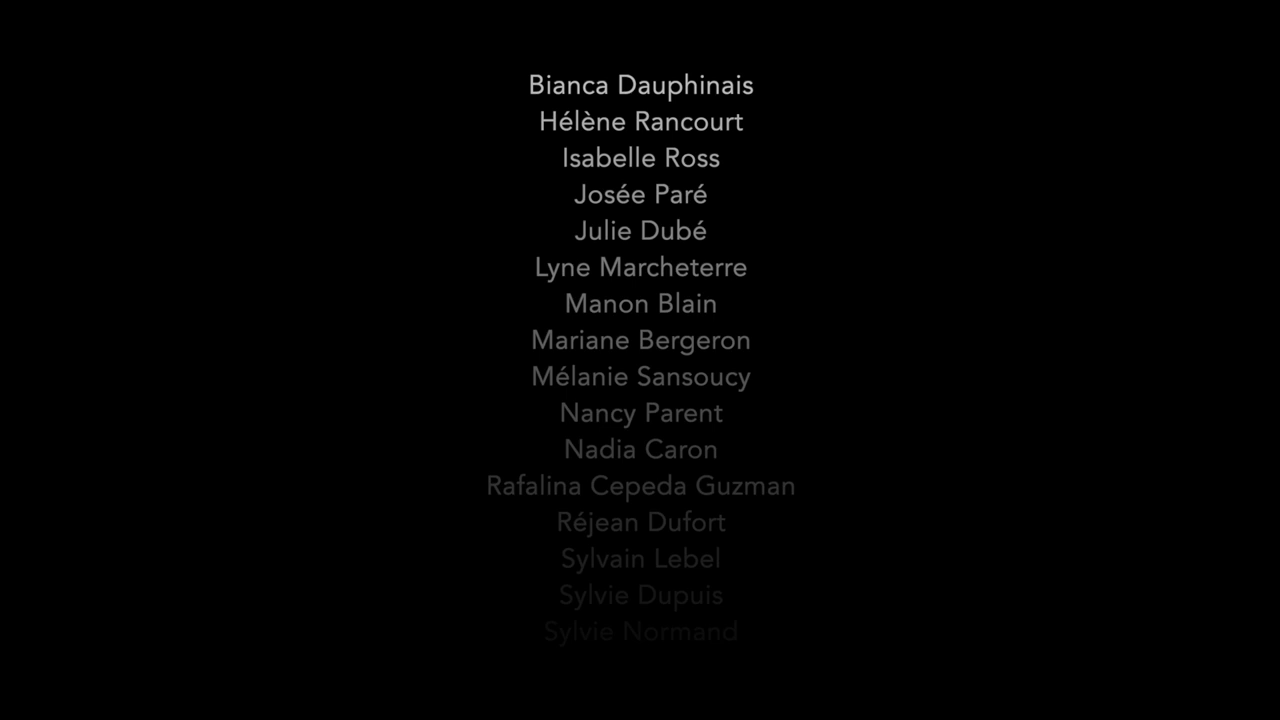 Bianca Dauphinais
Hélène Rancourt
Isabelle Ross
Josée Paré
Julie Dubé
Lyne Marcheterre
Manon Blain
Mariane Bergeron
Mélanie Sansoucy
Nancy Parent
Nadia Caron
Rafalina Cepeda Guzman
Réjean Dufort
Sylvain Lebel
Sylvie Dupuis
Sylvie Normand